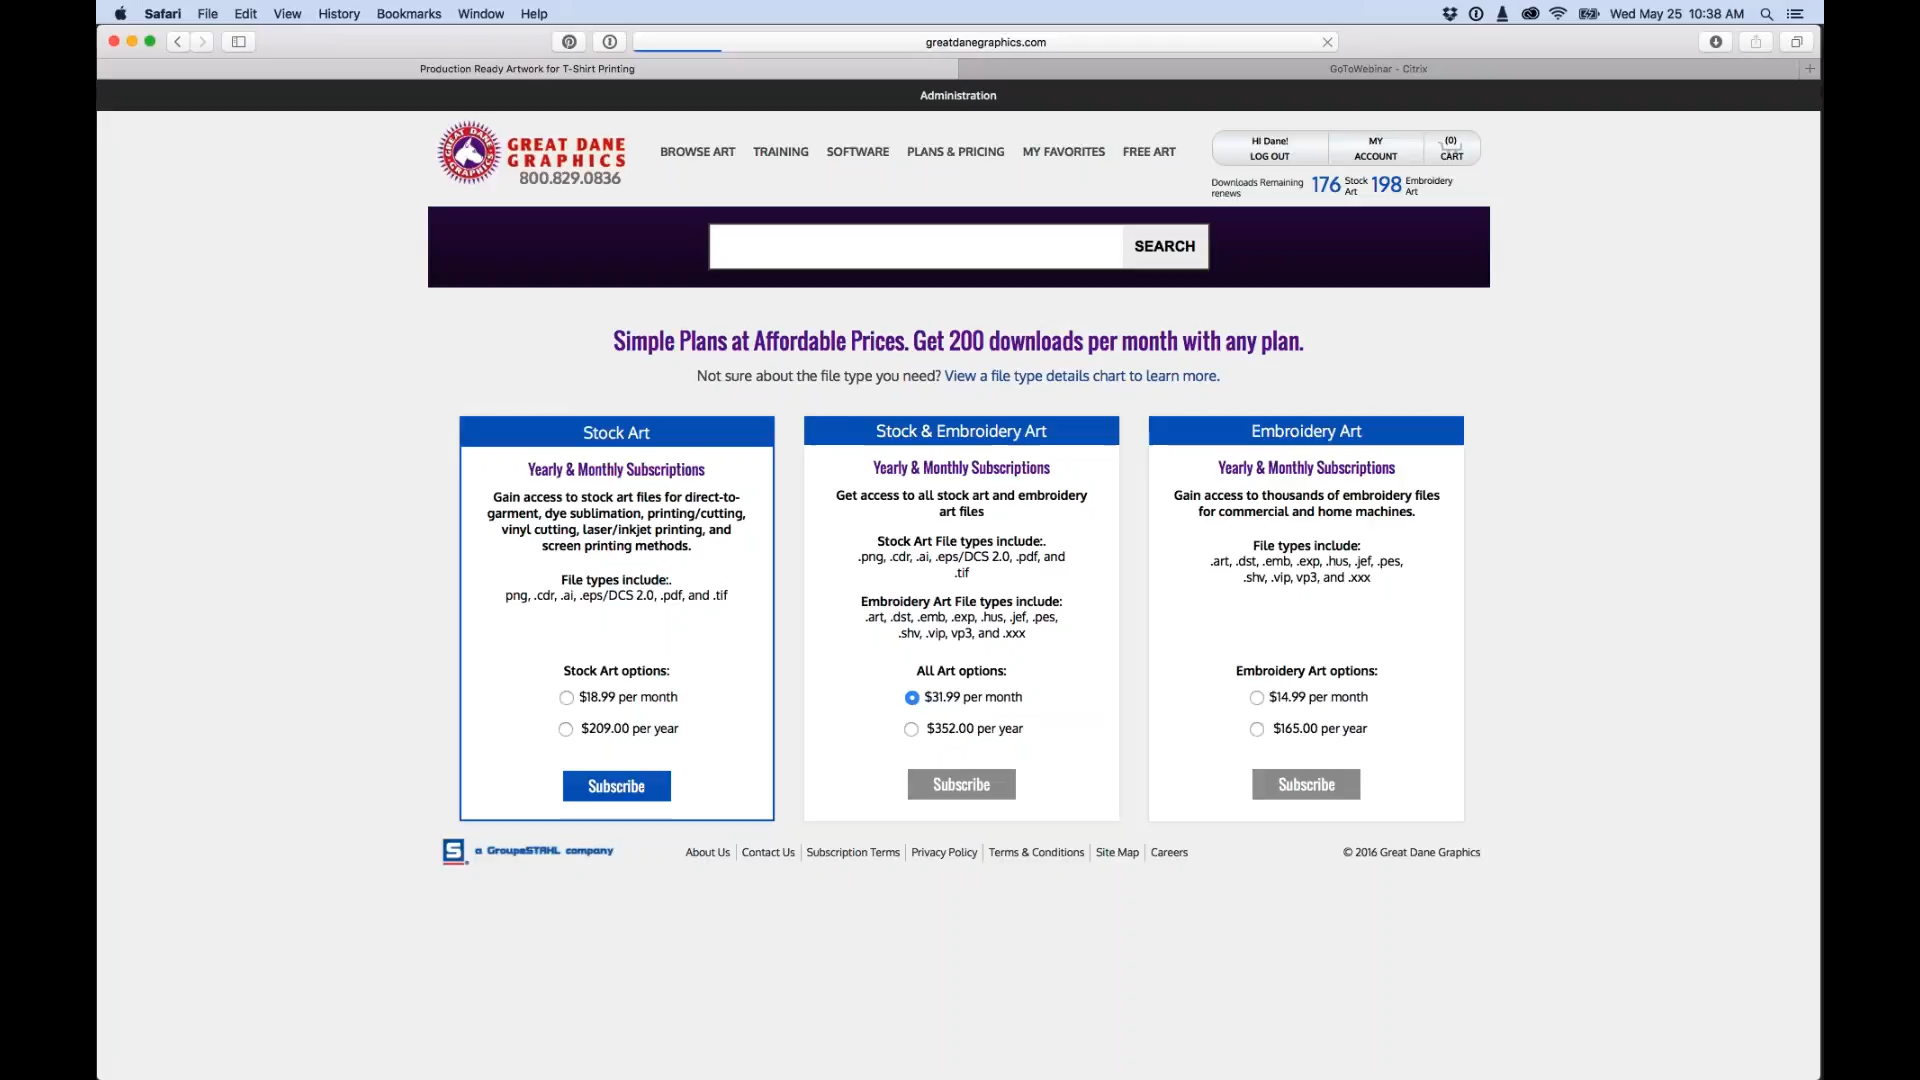 Safari File Edit View History Bookmarks Window Help Wed May 25 10:38 AM
greatdanegraphics.com
Production Ready Artwork for T-Shirt Printing GoToWebinar - Citrix
Administration
GREAT DANE
GRAPHICS
800.829.0836
BROWSE ART TRAINING SOFTWARE PLANS & PRICING MY FAVORITES FREE ART
Hi Dane!
LOG OUT
MY
ACCOUNT
(0)
CART
Downloads Remaining
renews
176 Stock
Art
198 Embroidery
Art
SEARCH
Simple Plans at Affordable Prices. Get 200 downloads per month with any plan.
Not sure about the file type you need? View a file type details chart to learn more.
Stock Art
Yearly & Monthly Subscriptions
Gain access to stock art files for direct-to-
garment, dye sublimation, printing/cutting,
vinyl cutting, laser/inkjet printing, and
screen printing methods.
File types include:.
png, .cdr, .ai, .eps/DCS 2.0, .pdf, and .tif
Stock Art options:
$18.99 per month
$209.00 per year
Subscribe
Stock & Embroidery Art
Yearly & Monthly Subscriptions
Get access to all stock art and embroidery
art files
Stock Art File types include:.
.png, .cdr, .ai, .eps/DCS 2.0, .pdf, and
.tif
Embroidery Art File types include:
.art, .dst, .emb, .exp, .hus, .jef, .pes,
.shv, .vip, vp3, and .xxx
All Art options:
$31.99 per month
$352.00 per year
Subscribe
Embroidery Art
Yearly & Monthly Subscriptions
Gain access to thousands of embroidery files
for commercial and home machines.
File types include:
.art, .dst, .emb, .exp, .hus, .jef, .pes,
.shv, .vip, vp3, and .xxx
Embroidery Art options:
$14.99 per month
$165.00 per year
Subscribe
S a GroupeSTAHL company
About Us Contact Us Subscription Terms Privacy Policy Terms & Conditions Site Map Careers
© 2016 Great Dane Graphics